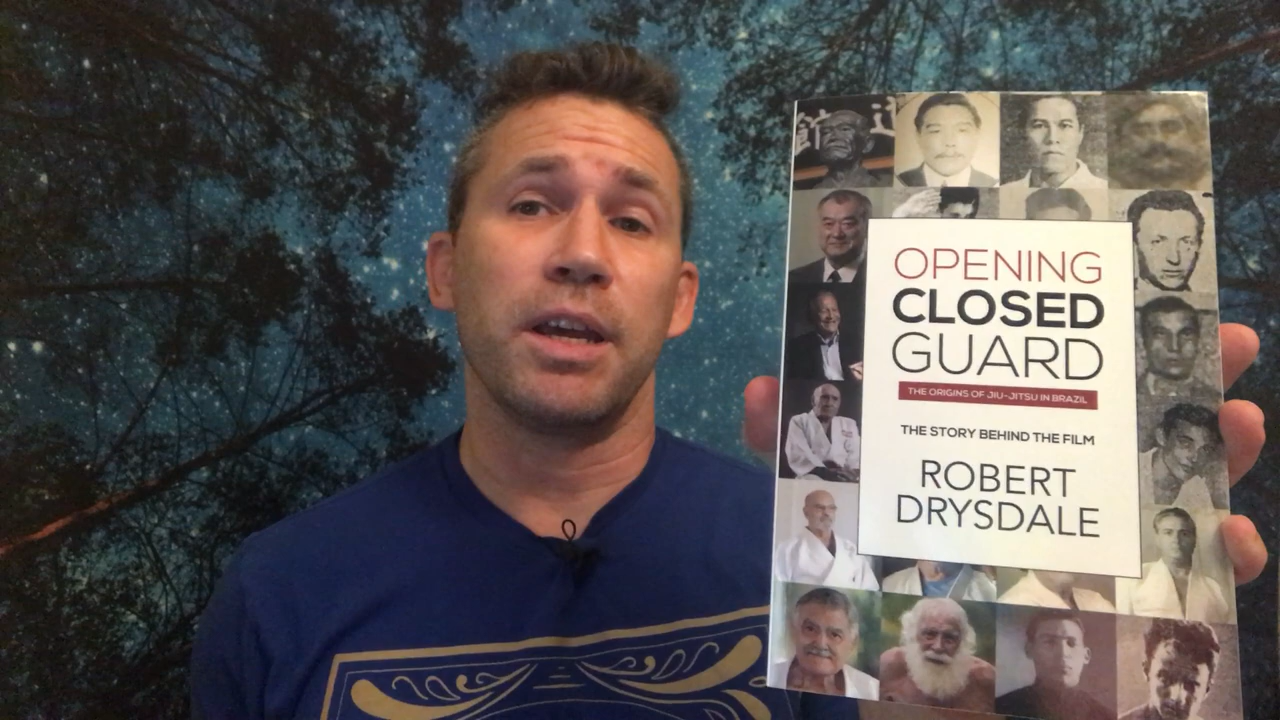 OPENING
CLOSED
GUARD
THE ORIGINS OF JIU-JITSU IN BRAZIL
THE STORY BEHIND THE FILM
ROBERT
DRYSDALE